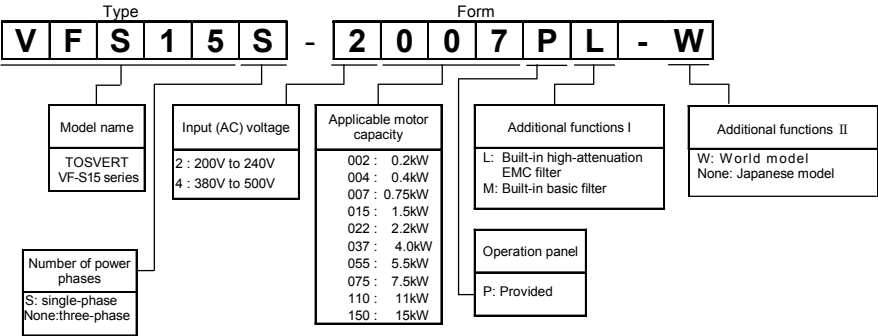 Type
Form
V F S 1 5 S - 2 0 0 7 P L - W
Model name
TOSVERT
VF-S15 series
Number of power
phases
S: single-phase
None:three-phase
Input (AC) voltage
2 : 200V to 240V
4 : 380V to 500V
Applicable motor
capacity
002 : 0.2kW
004 : 0.4kW
007 : 0.75kW
015 : 1.5kW
022 : 2.2kW
037 : 4.0kW
055 : 5.5kW
075 : 7.5kW
110 : 11kW
150 : 15kW
Additional functions I
L: Built-in high-attenuation
EMC filter
M: Built-in basic filter
Operation panel
P: Provided
Additional functions II
W: World model
None: Japanese model